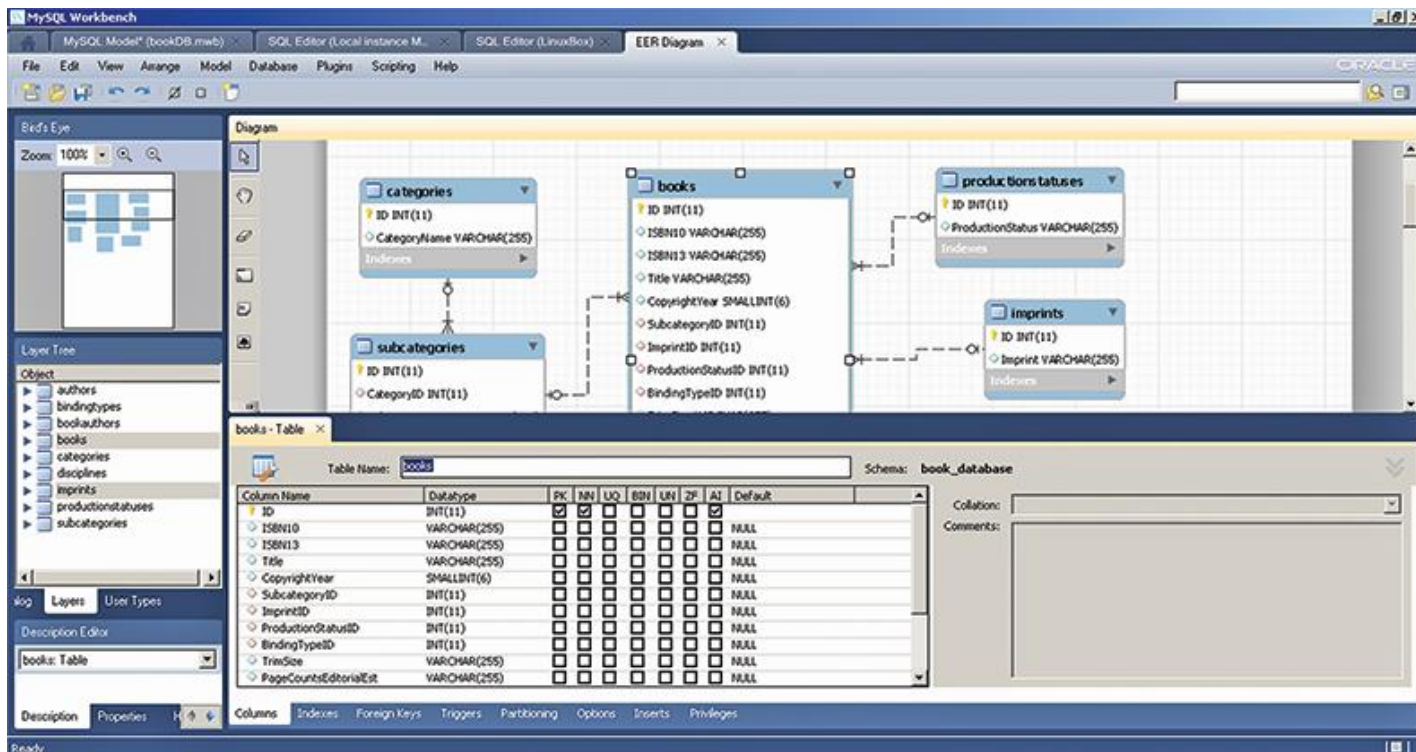 MySQL Workbench
MySQL Model* (bookDB.mwb) SQL Editor (Local instance M... SQL Editor (LinuxBox) EER Diagram
File Edit View Arrange Model Database Plugins Scripting Help
ORACLE
Bird's Eye
Zoom: 100%
Diagram
categories
ID INT(11)
CategoryName VARCHAR(255)
Indexes
subcategories
ID INT(11)
CategoryID INT(11)
books
ID INT(11)
ISBN10 VARCHAR(255)
ISBN13 VARCHAR(255)
Title VARCHAR(255)
CopyrightYear SMALLINT(6)
SubcategoryID INT(11)
ImprintID INT(11)
ProductionStatusID INT(11)
BindingTypeID INT(11)
productionstatuses
ID INT(11)
ProductionStatus VARCHAR(255)
Indexes
imprints
ID INT(11)
Imprint VARCHAR(255)
Indexes
Layer Tree
Object
authors
bindingtypes
bookauthors
books
categories
disciplines
imprints
productionstatuses
subcategories
Layers User Types
Description Editor
books: Table
Description Properties
books - Table
Table Name: books Schema: book_database
Column Name Datatype PK NN UQ BIN UN ZF AI Default
ID INT(11)
ISBN10 VARCHAR(255) NULL
ISBN13 VARCHAR(255) NULL
Title VARCHAR(255) NULL
CopyrightYear SMALLINT(6) NULL
SubcategoryID INT(11) NULL
ImprintID INT(11) NULL
ProductionStatusID INT(11) NULL
BindingTypeID INT(11) NULL
TrimSize VARCHAR(255) NULL
PageCountsEditorialEst VARCHAR(255) NULL
Collation:
Comments:
Columns Indexes Foreign Keys Triggers Partitioning Options Inserts Privileges
Ready